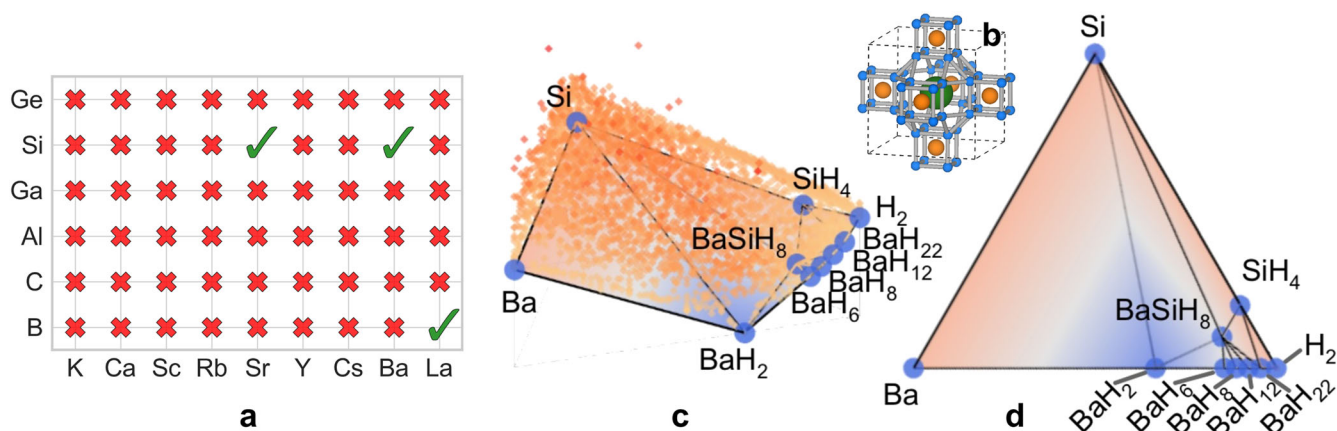 Ge
Si
Ga
Al
C
B
K Ca Sc Rb Sr Y Cs Ba La
a
b
Si
SiH₄
H₂
BaSiH₈
BaH₂₂
BaH₁₂
BaH₈
BaH₆
Ba
BaH₂
c
Si
SiH₄
BaSiH₈
H₂
Ba
BaH₂ BaH₆ BaH₈ BaH₁₂ BaH₂₂
d